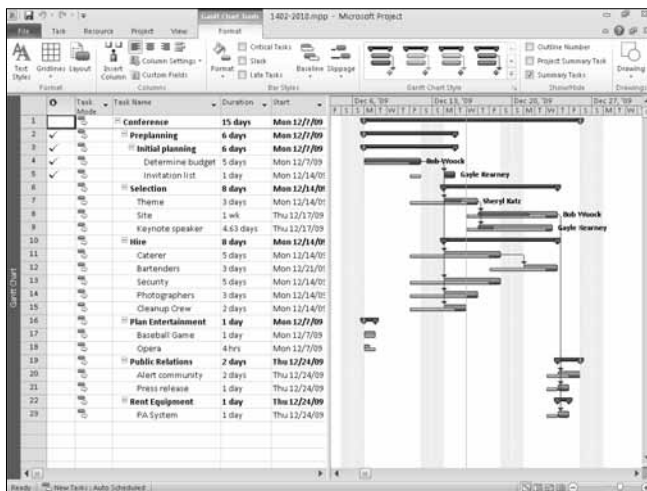 Gantt Chart Tools 1402-2010.mpp - Microsoft Project
File Task Resource Project View Format
Text Styles Gridlines Layout Insert Column Column Settings Custom Fields Format Critical Tasks Slack Late Tasks Baseline Slippage Outline Number Project Summary Task Summary Tasks Drawing
Format Columns Bar Styles Gantt Chart Style Show/Hide Drawings
Task Mode Task Name Duration Start Dec 6, '09 Dec 13, '09 Dec 20, '09 Dec 27, '09
F S S M T W T F S S M T W T F S S M T W T F S S M T
1 Conference 15 days Mon 12/7/09
2 Preplanning 6 days Mon 12/7/09
3 Initial planning 6 days Mon 12/7/09
4 Determine budget 5 days Mon 12/7/09 Bob Woock
5 Invitation list 1 day Mon 12/14/09 Gayle Kearney
6 Selection 8 days Mon 12/14/09
7 Theme 3 days Mon 12/14/09 Sheryl Katz
8 Site 1 wk Thu 12/17/09 Bob Woock
9 Keynote speaker 4.63 days Thu 12/17/09 Gayle Kearney
10 Hire 8 days Mon 12/14/09
11 Caterer 5 days Mon 12/14/09
12 Bartenders 3 days Mon 12/21/09
13 Security 5 days Mon 12/14/09
14 Photographers 3 days Mon 12/14/09
15 Cleanup Crew 2 days Mon 12/14/09
16 Plan Entertainment 1 day Mon 12/7/09
17 Baseball Game 1 day Mon 12/7/09
18 Opera 4 hrs Mon 12/7/09
19 Public Relations 2 days Thu 12/24/09
20 Alert community 2 days Thu 12/24/09
21 Press release 1 day Thu 12/24/09
22 Rent Equipment 1 day Thu 12/24/09
23 PA System 1 day Thu 12/24/09
Gantt Chart
Ready New Tasks : Auto Scheduled